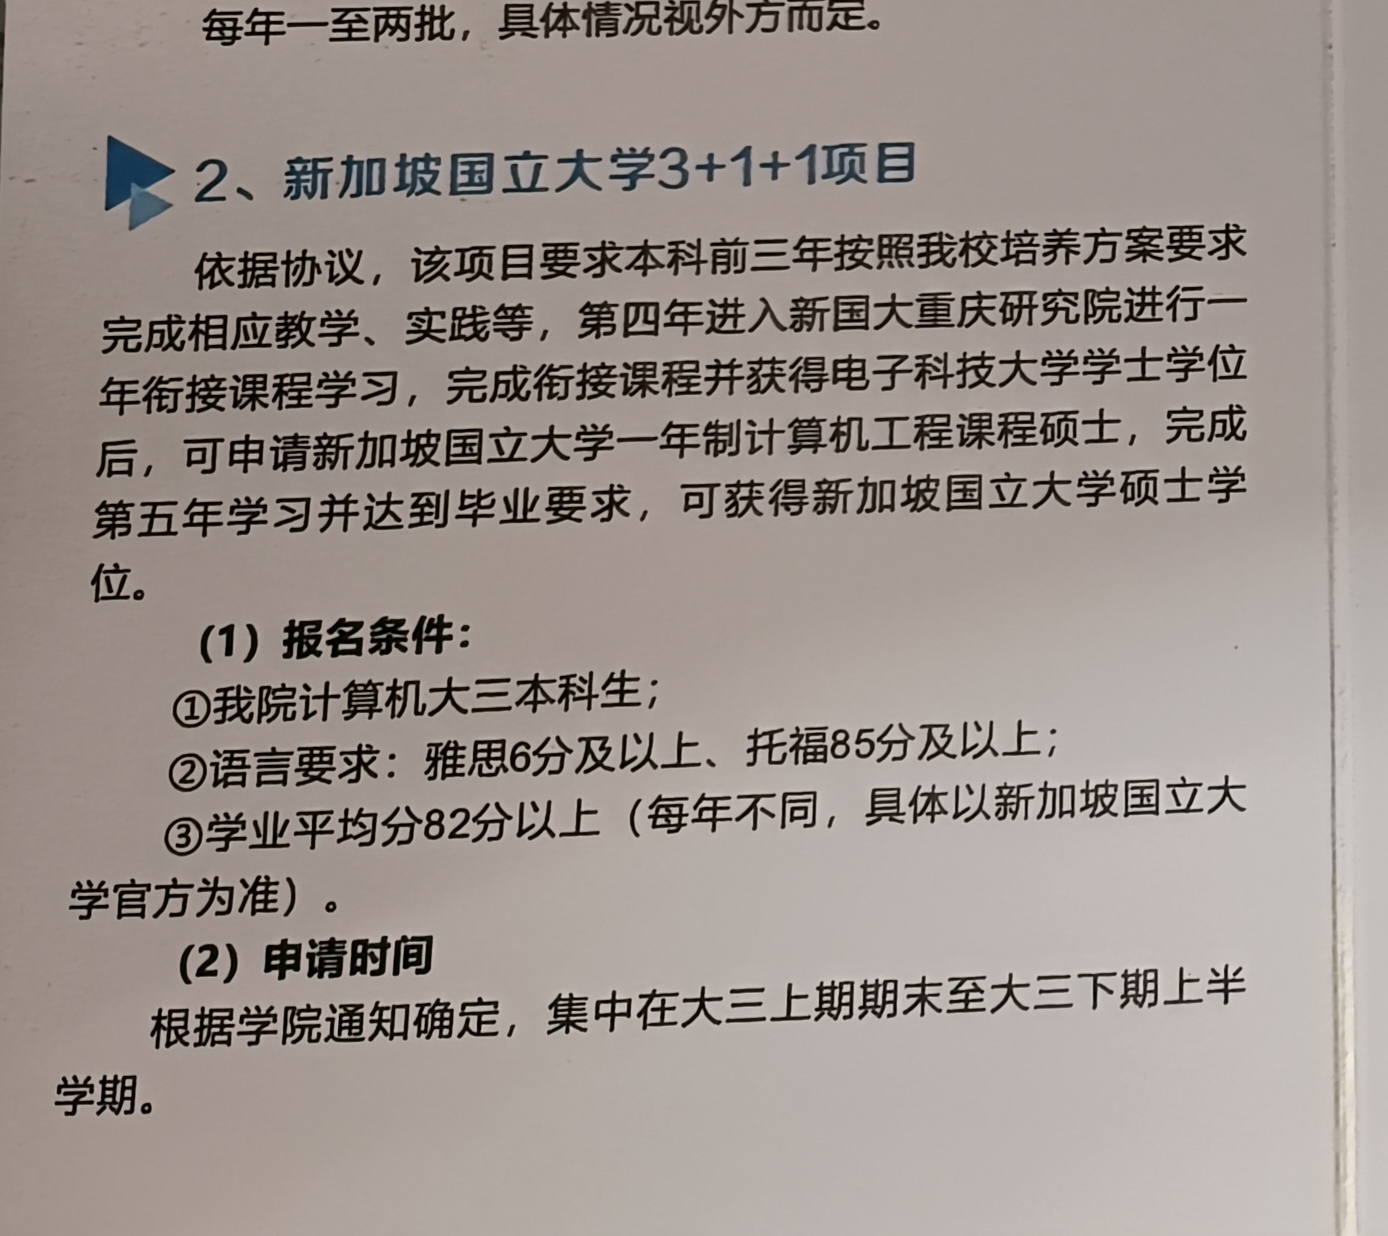 每年一至两批，具体情况视外方而定。
2、新加坡国立大学3+1+1项目
依据协议，该项目要求本科前三年按照我校培养方案要求
完成相应教学、实践等，第四年进入新国大重庆研究院进行一
年衔接课程学习，完成衔接课程并获得电子科技大学学士学位
后，可申请新加坡国立大学一年制计算机工程课程硕士，完成
第五年学习并达到毕业要求，可获得新加坡国立大学硕士学
位。
（1）报名条件：
①我院计算机大三本科生；
②语言要求：雅思6分及以上、托福85分及以上；
③学业平均分82分以上（每年不同，具体以新加坡国立大
学官方为准）。
（2）申请时间
根据学院通知确定，集中在大三上期期末至大三下期上半
学期。